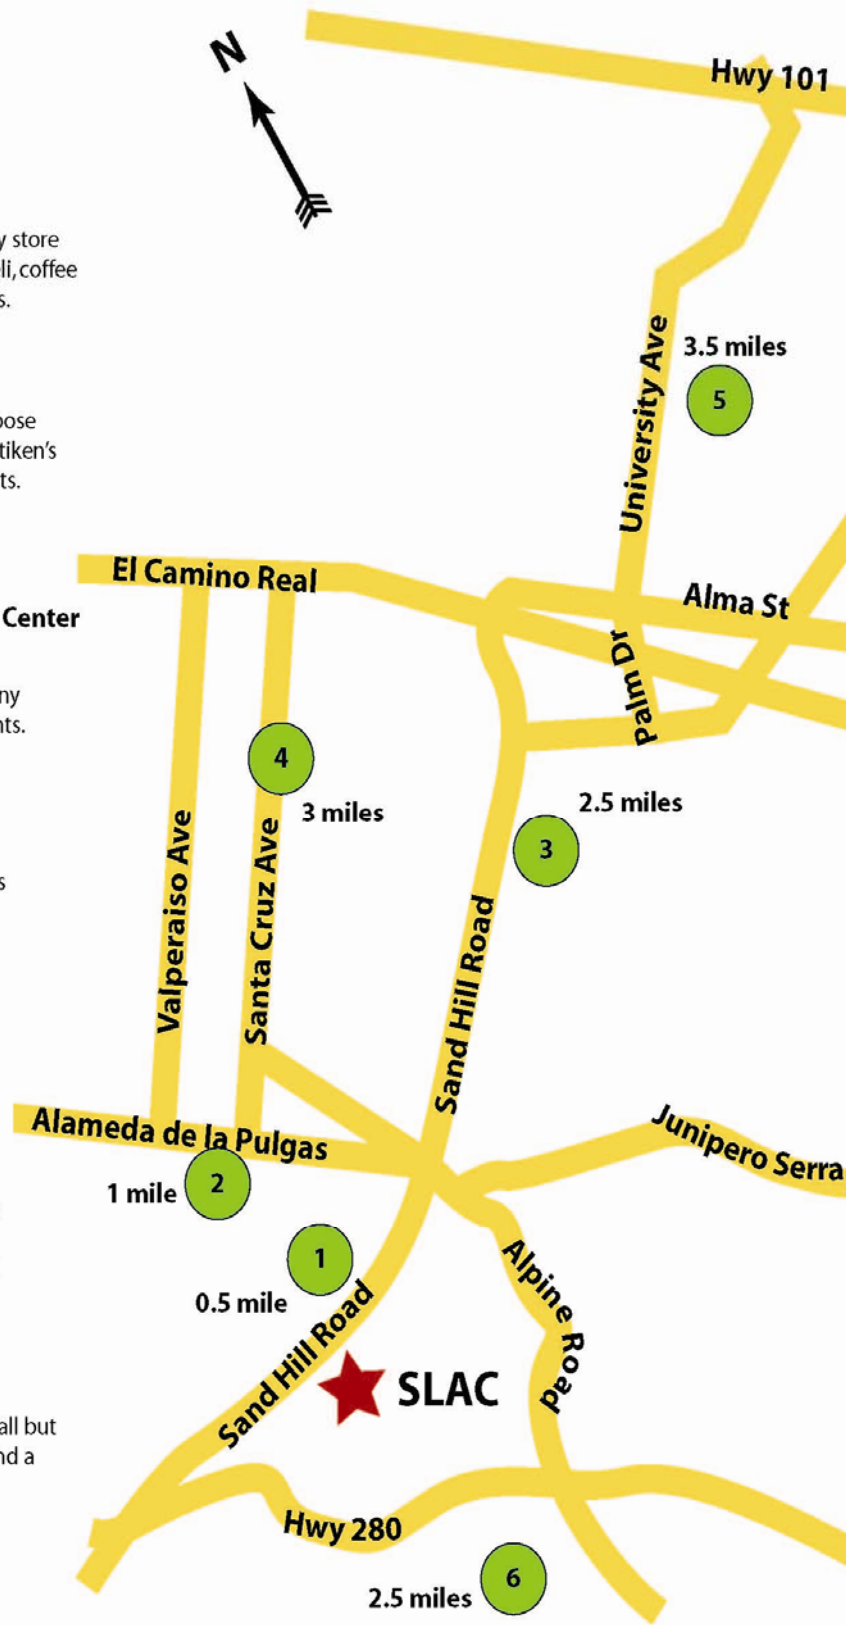 N
Hwy 101
y store
li, coffee
s.
University Ave
3.5 miles
5
oose
tiken's
ts.
El Camino Real
Alma St
Center
Palm Dr
ny
nts.
4
3 miles
2.5 miles
3
s
Valperaiso Ave
Santa Cruz Ave
Sand Hill Road
Alameda de la Pulgas
Junipero Serra
1 mile
2
1
0.5 mile
Alpine Road
Sand Hill Road
SLAC
all but
nd a
Hwy 280
6
2.5 miles